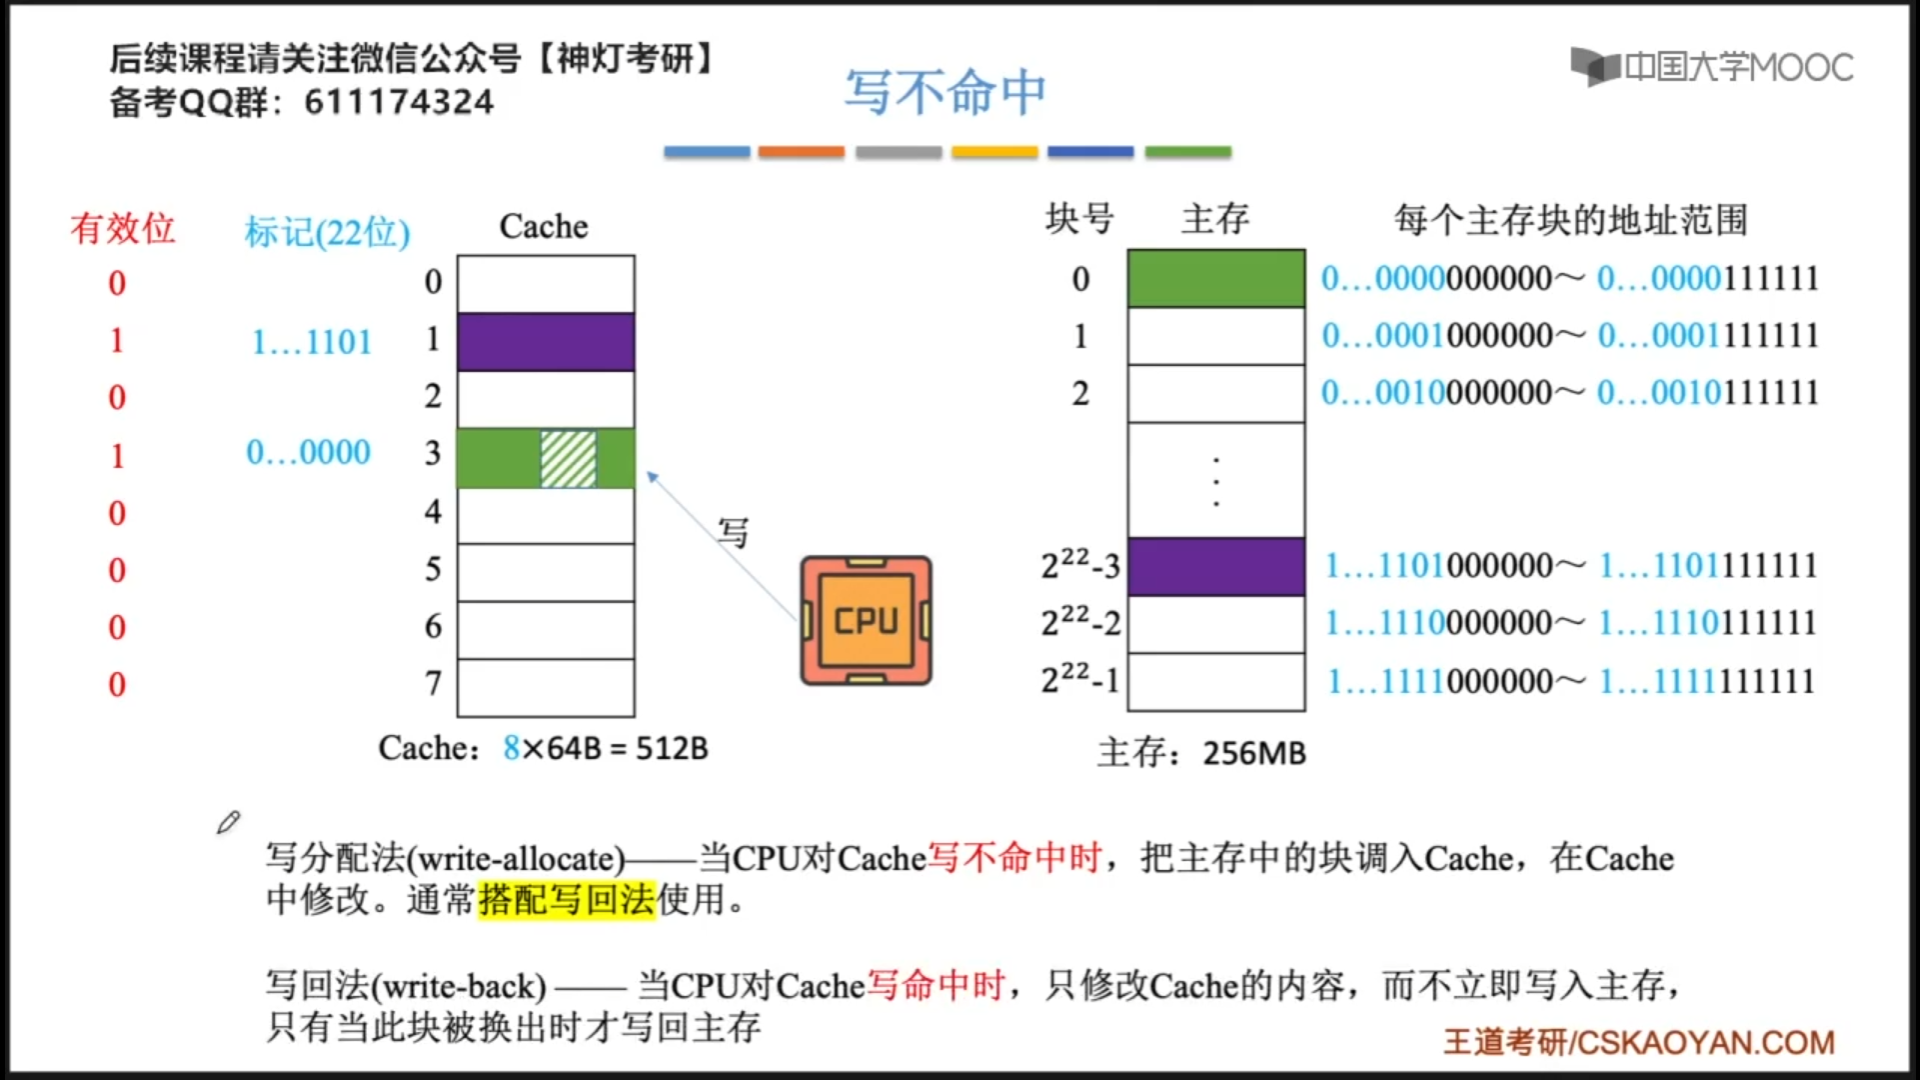 后续课程请关注微信公众号【神灯考研】
备考QQ群：611174324
写不命中
中国大学MOOC
有效位 标记(22位) Cache
0 0
1 1…1101 1
0 2
1 0…0000 3
0 4
0 5
0 6
0 7
Cache：8×64B = 512B
写
CPU
块号 主存 每个主存块的地址范围
0 0…0000000000～ 0…0000111111
1 0…0001000000～ 0…0001111111
2 0…0010000000～ 0…0010111111
2²²-3 1…1101000000～ 1…1101111111
2²²-2 1…1110000000～ 1…1110111111
2²²-1 1…1111000000～ 1…1111111111
主存：256MB
写分配法(write-allocate)——当CPU对Cache写不命中时，把主存中的块调入Cache，在Cache
中修改。通常搭配写回法使用。
写回法(write-back) —— 当CPU对Cache写命中时，只修改Cache的内容，而不立即写入主存，
只有当此块被换出时才写回主存
王道考研/CSKAOYAN.COM